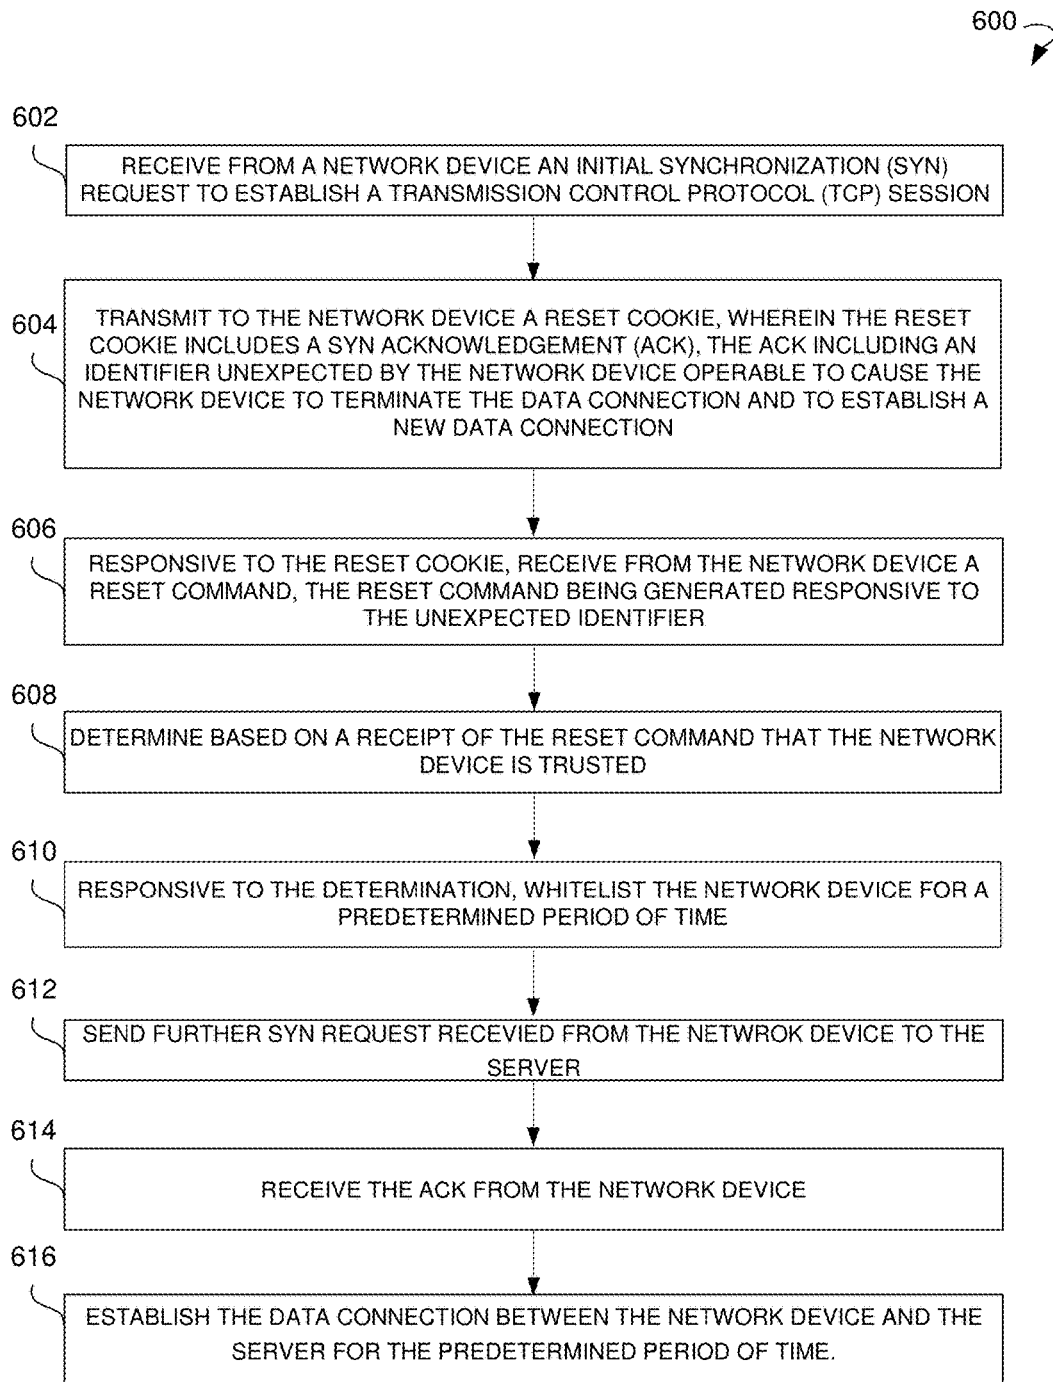 600
602
RECEIVE FROM A NETWORK DEVICE AN INITIAL SYNCHRONIZATION (SYN)
REQUEST TO ESTABLISH A TRANSMISSION CONTROL PROTOCOL (TCP) SESSION
604
TRANSMIT TO THE NETWORK DEVICE A RESET COOKIE, WHEREIN THE RESET
COOKIE INCLUDES A SYN ACKNOWLEDGEMENT (ACK), THE ACK INCLUDING AN
IDENTIFIER UNEXPECTED BY THE NETWORK DEVICE OPERABLE TO CAUSE THE
NETWORK DEVICE TO TERMINATE THE DATA CONNECTION AND TO ESTABLISH A
NEW DATA CONNECTION
606
RESPONSIVE TO THE RESET COOKIE, RECEIVE FROM THE NETWORK DEVICE A
RESET COMMAND, THE RESET COMMAND BEING GENERATED RESPONSIVE TO
THE UNEXPECTED IDENTIFIER
608
DETERMINE BASED ON A RECEIPT OF THE RESET COMMAND THAT THE NETWORK
DEVICE IS TRUSTED
610
RESPONSIVE TO THE DETERMINATION, WHITELIST THE NETWORK DEVICE FOR A
PREDETERMINED PERIOD OF TIME
612
SEND FURTHER SYN REQUEST RECEVIED FROM THE NETWROK DEVICE TO THE
SERVER
614
RECEIVE THE ACK FROM THE NETWORK DEVICE
616
ESTABLISH THE DATA CONNECTION BETWEEN THE NETWORK DEVICE AND THE
SERVER FOR THE PREDETERMINED PERIOD OF TIME.